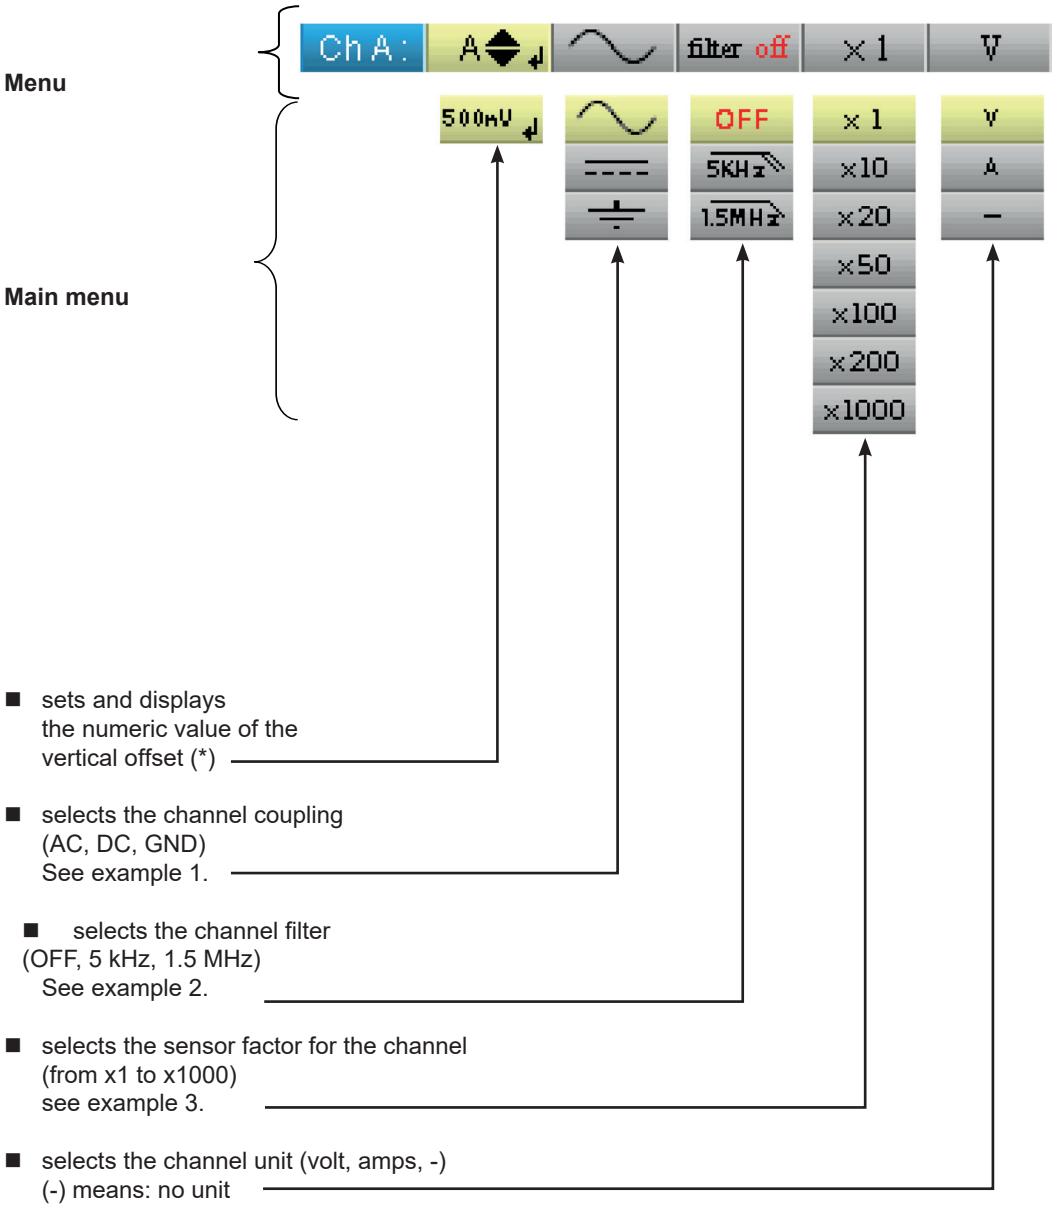 Menu
Ch A : A filter off × 1 V
500mV OFF × 1 V
5KHz ×10 A
1.5MHz ×20 –
×50
×100
×200
×1000
Main menu
■ sets and displays
the numeric value of the
vertical offset (*)
■ selects the channel coupling
(AC, DC, GND)
See example 1.
■ selects the channel filter
(OFF, 5 kHz, 1.5 MHz)
See example 2.
■ selects the sensor factor for the channel
(from x1 to x1000)
see example 3.
■ selects the channel unit (volt, amps, -)
(-) means: no unit